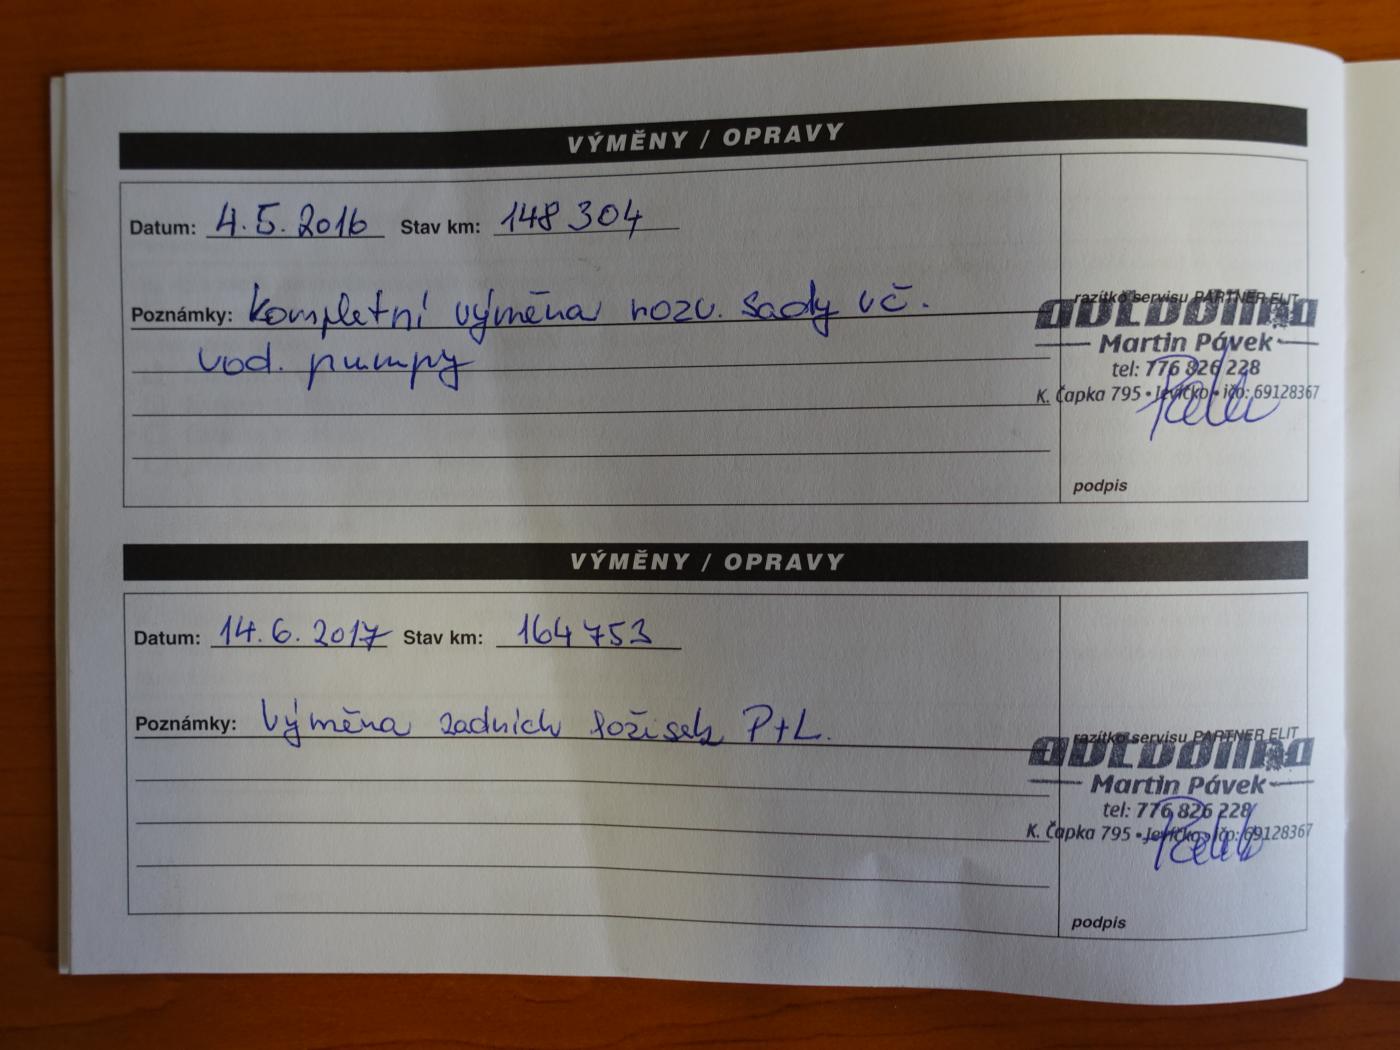 VÝMĚNY / OPRAVY
Datum: 4.5.2016 Stav km: 148 304
Poznámky: kompletní výměna rozv. sady vč.
vod. pumpy
razítko servisu PARTNER ELIT
autodílna
Martin Pávek
tel: 776 826 228
K. Čapka 795 • Jevíčko • ičo: 69128367
podpis
VÝMĚNY / OPRAVY
Datum: 14.6.2017 Stav km: 164 753
Poznámky: Výměna zadních ložisek P+L.
razítko servisu PARTNER ELIT
autodílna
Martin Pávek
tel: 776 826 228
K. Čapka 795 • Jevíčko • ičo: 69128367
podpis